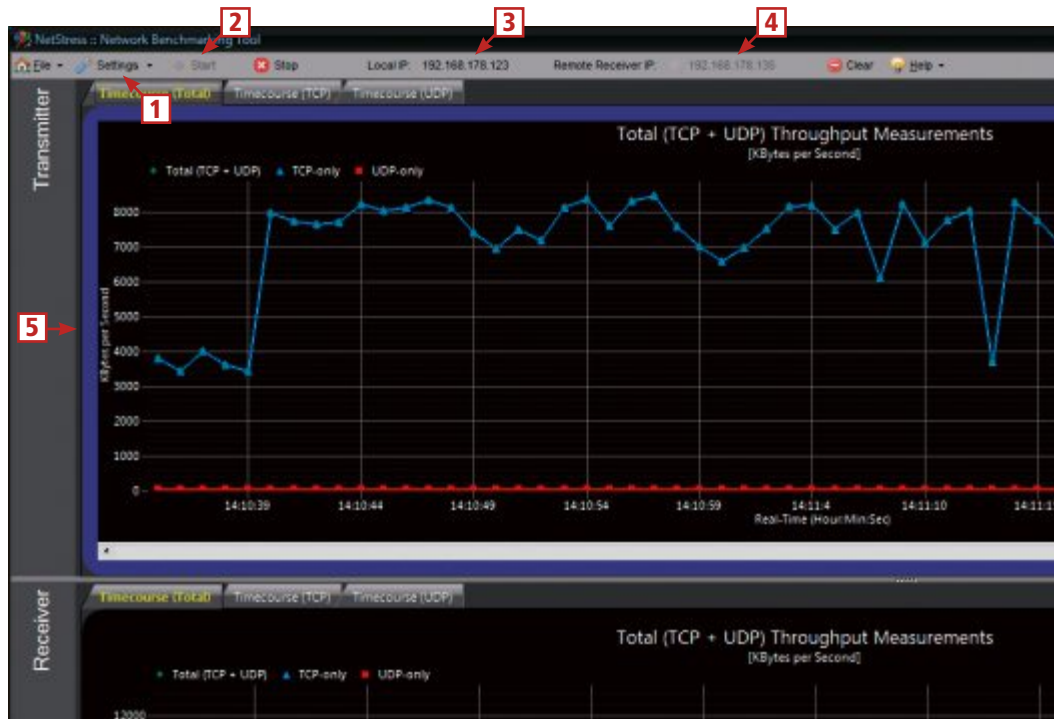 2
3
4
NetStress :: Network Benchmarking Tool
File Settings Start Stop Local IP: 192.168.178.123 Remote Receiver IP: 192.168.178.136 Clear Help
1
Transmitter
Timecourse (Total) Timecourse (TCP) Timecourse (UDP)
Total (TCP + UDP) Throughput Measurements
[KBytes per Second]
Total (TCP + UDP) TCP-only UDP-only
8000
7000
6000
5000
4000
3000
2000
1000
0
KBytes per Second
5
14:10:39 14:10:44 14:10:49 14:10:54 14:10:59 14:11:4 14:11:10 14:11:1
Real-Time (Hour:Min:Sec)
Receiver
Timecourse (Total) Timecourse (TCP) Timecourse (UDP)
Total (TCP + UDP) Throughput Measurements
[KBytes per Second]
Total (TCP + UDP) TCP-only UDP-only
12000